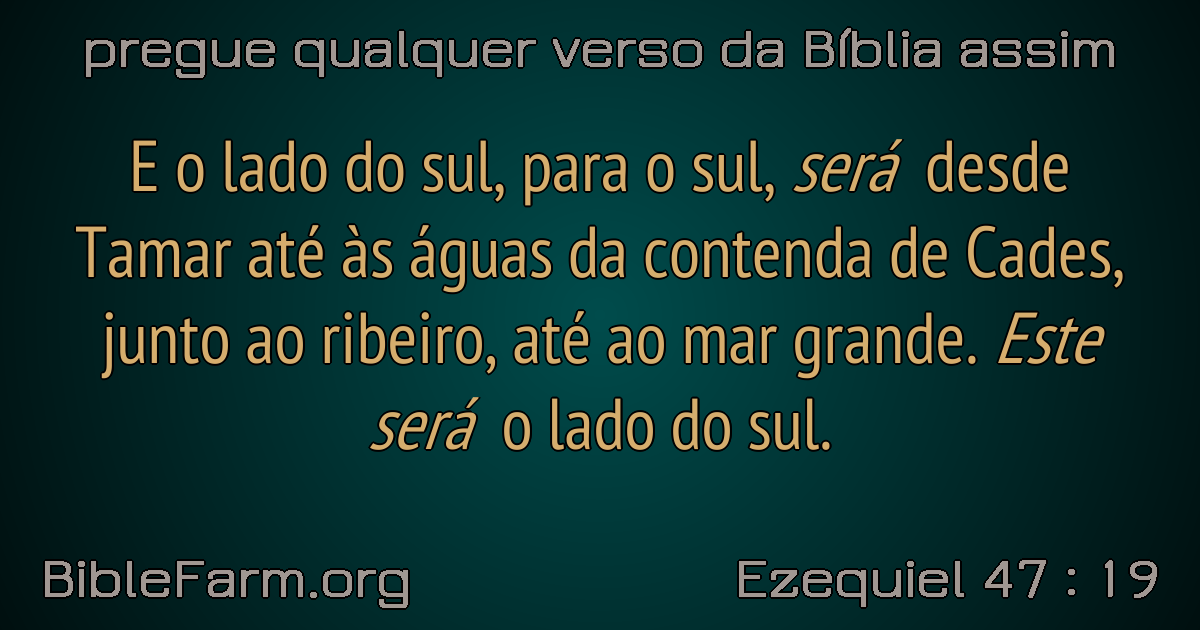 pregue qualquer verso da Bíblia assim
E o lado do sul, para o sul, será desde
Tamar até às águas da contenda de Cades,
junto ao ribeiro, até ao mar grande. Este
será o lado do sul.
BibleFarm.org
Ezequiel 47 : 19